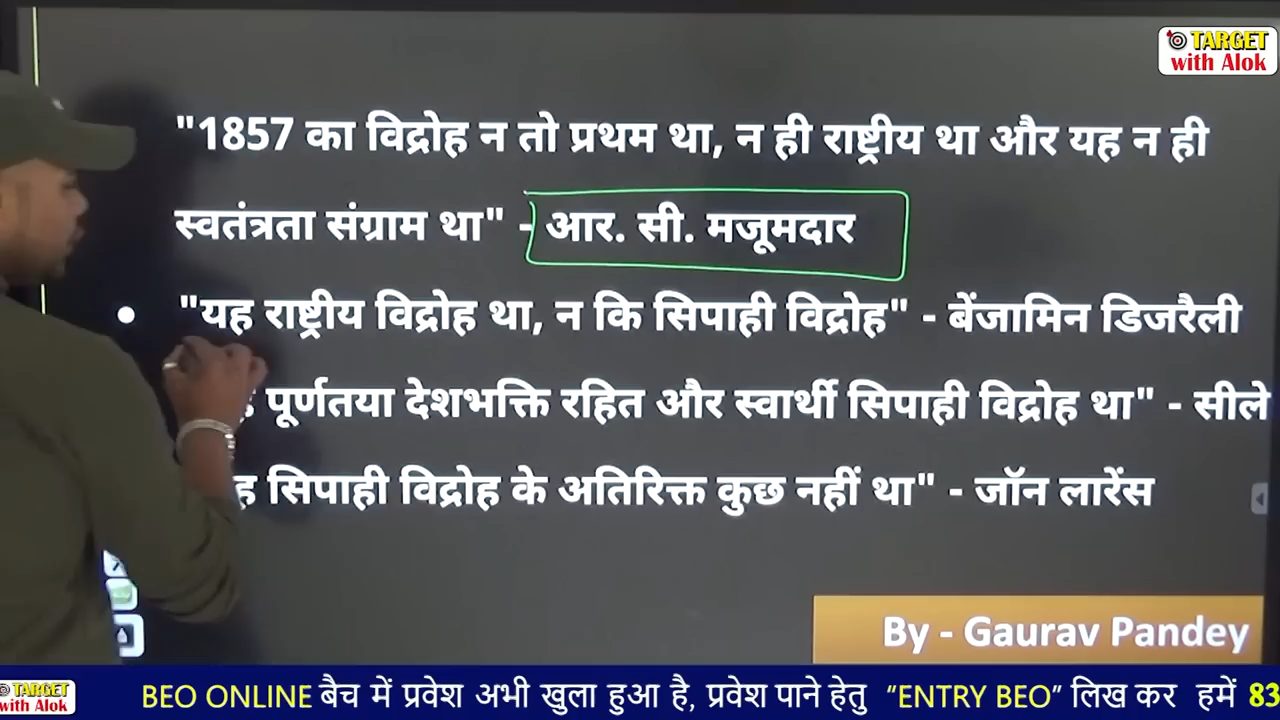 TARGET
with Alok
"1857 का विद्रोह न तो प्रथम था, न ही राष्ट्रीय था और यह न ही
स्वतंत्रता संग्राम था" - आर. सी. मजूमदार
"यह राष्ट्रीय विद्रोह था, न कि सिपाही विद्रोह" - बेंजामिन डिजरैली
पूर्णतया देशभक्ति रहित और स्वार्थी सिपाही विद्रोह था" - सीले
सिपाही विद्रोह के अतिरिक्त कुछ नहीं था" - जॉन लारेंस
By - Gaurav Pandey
TARGET
with Alok
BEO ONLINE बैच में प्रवेश अभी खुला हुआ है, प्रवेश पाने हेतु “ENTRY BEO” लिख कर हमें 83